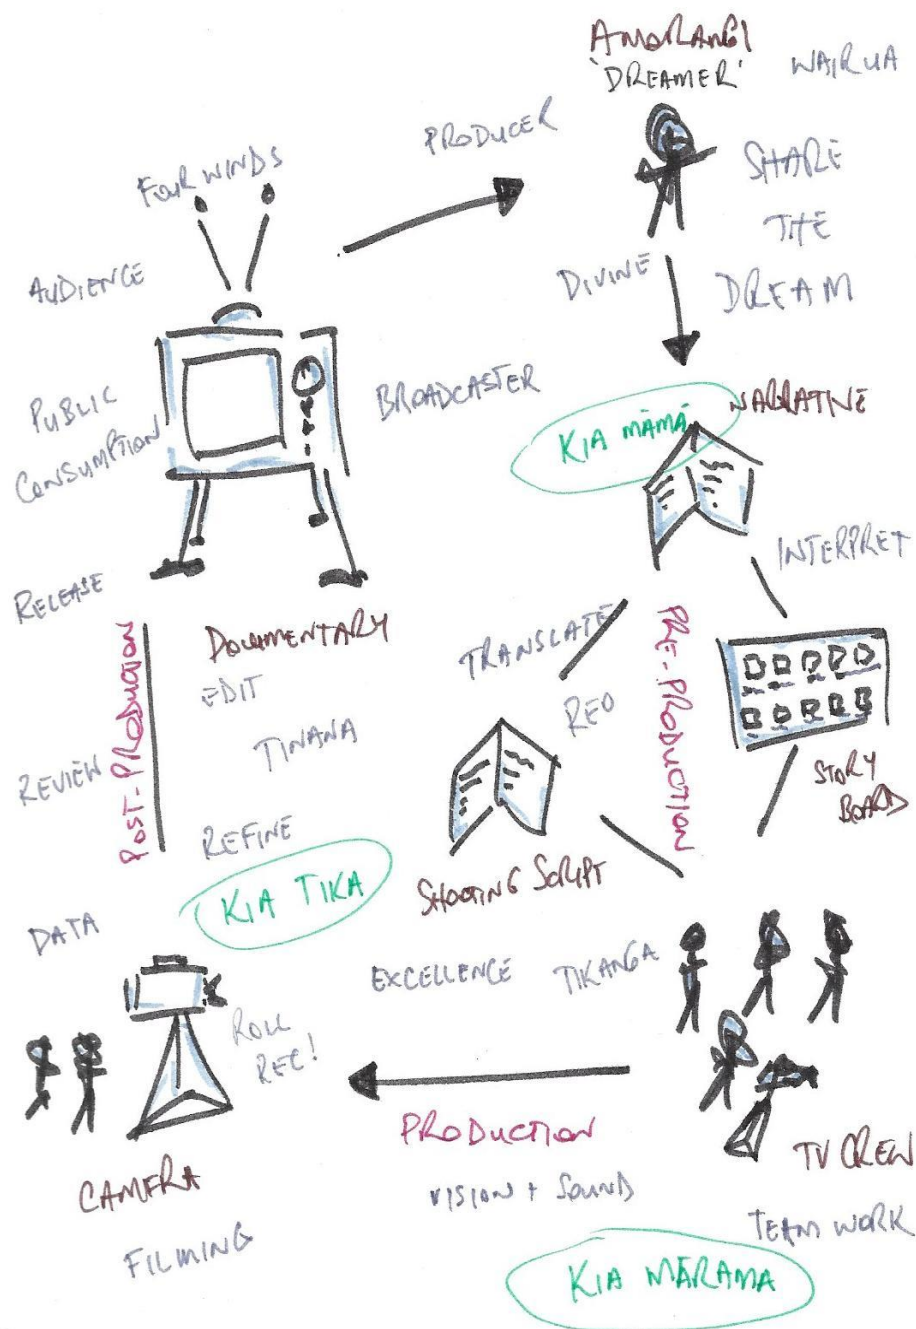 AMORANGI
'DREAMER'
WAIRUA
PRODUCER
SHARE
THE
DREAM
FOUR WINDS
DIVINE
AUDIENCE
BROADCASTER
NARRATIVE
KIA MĀMĀ
PUBLIC
CONSUMPTION
INTERPRET
RELEASE
DOCUMENTARY
TRANSLATE
PRE-PRODUCTION
POST-PRODUCTION
EDIT
REO
TINANA
REVIEW
STORY
BOARD
REFINE
KIA TIKA
SHOOTING SCRIPT
DATA
EXCELLENCE
TIKANGA
ROLL
REC!
PRODUCTION
TV CREW
CAMERA
VISION + SOUND
TEAM WORK
FILMING
KIA MĀRAMA